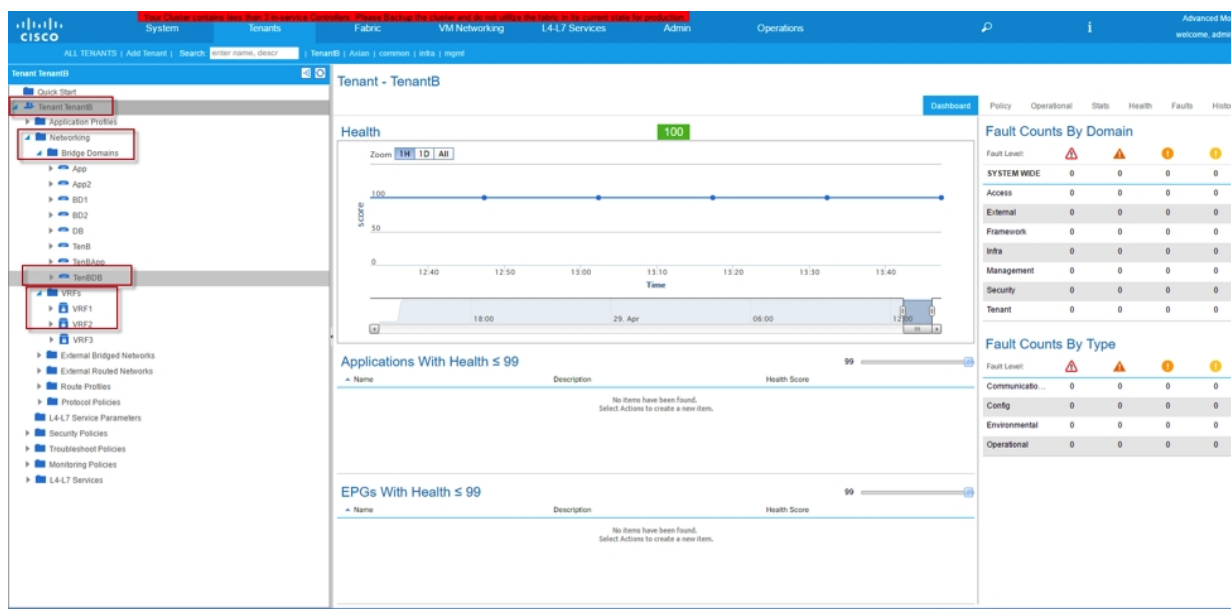 Your Cluster contains less than 3 In-service Controllers. Please Backup the cluster and do not utilize the fabric in its current state for production.
CISCO System Tenants Fabric VM Networking L4-L7 Services Admin Operations i Advanced Mo
welcome, admi
ALL TENANTS | Add Tenant | Search: enter name, descr | TenantB | Asian | common | infra | mgmt
Tenant TenantB
Quick Start
Tenant TenantB
Application Profiles
Networking
Bridge Domains
App
App2
BD1
BD2
DB
TenB
TenBApp
TenBDB
VRFs
VRF1
VRF2
VRF3
External Bridged Networks
External Routed Networks
Route Profiles
Protocol Policies
L4-L7 Service Parameters
Security Policies
Troubleshoot Policies
Monitoring Policies
L4-L7 Services
Tenant - TenantB
Dashboard Policy Operational Stats Health Faults Histo
Health 100
Zoom 1H 1D All
score
100
50
0
12:40 12:50 13:00 13:10 13:20 13:30 13:40
Time
18:00 29. Apr 06:00 12:00
Applications With Health ≤ 99 99
Name Description Health Score
No items have been found.
Select Actions to create a new item.
EPGs With Health ≤ 99 99
Name Description Health Score
No items have been found.
Select Actions to create a new item.
Fault Counts By Domain
Fault Level:
SYSTEM WIDE 0 0 0 0
Access 0 0 0 0
External 0 0 0 0
Framework 0 0 0 0
Infra 0 0 0 0
Management 0 0 0 0
Security 0 0 0 0
Tenant 0 0 0 0
Fault Counts By Type
Fault Level:
Communicatio... 0 0 0 0
Config 0 0 0 0
Environmental 0 0 0 0
Operational 0 0 0 0